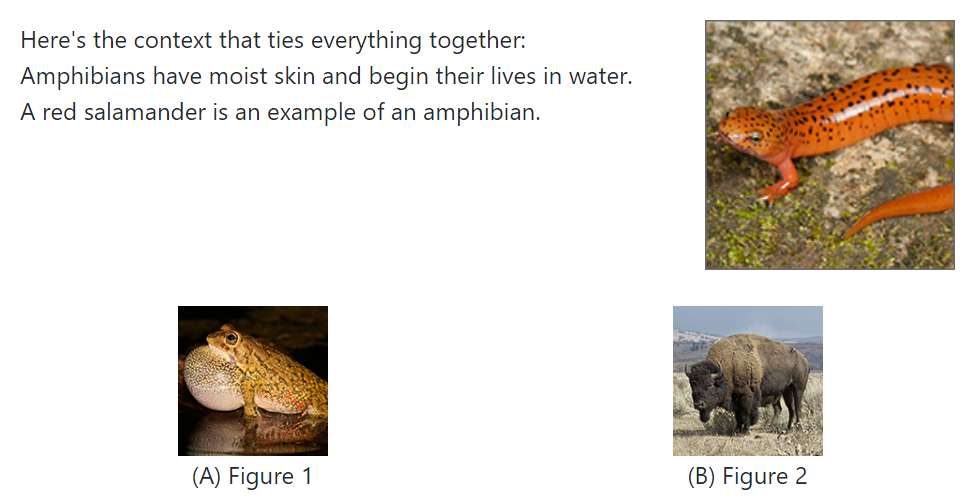 Here's the context that ties everything together:
Amphibians have moist skin and begin their lives in water.
A red salamander is an example of an amphibian.
(A) Figure 1
(B) Figure 2